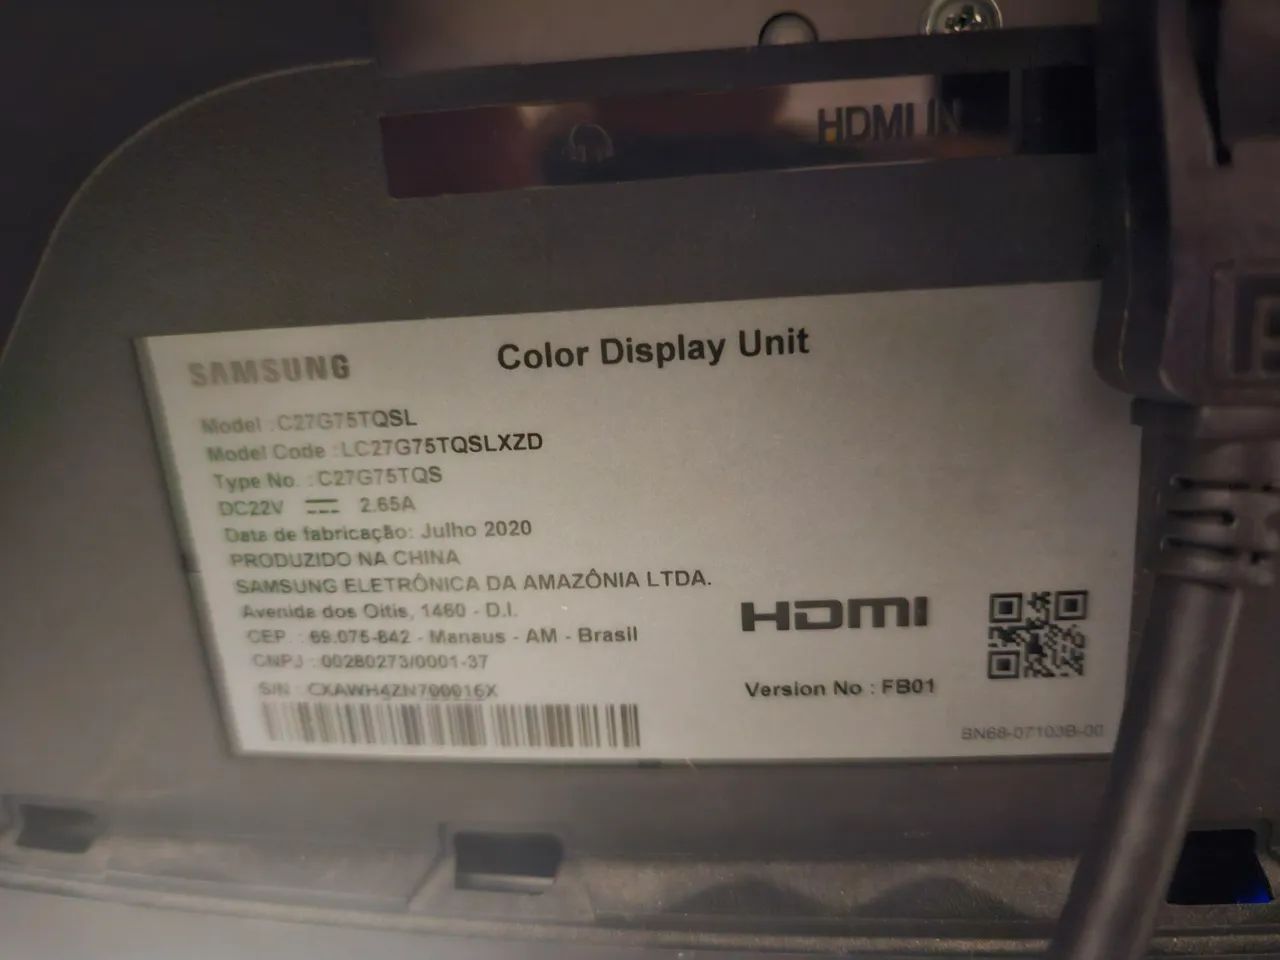 HDMI IN
SAMSUNG
Color Display Unit
Model : C27G75TQSL
Model Code : LC27G75TQSLXZD
Type No. : C27G75TQS
DC22V 2.65A
Data de fabricação: Julho 2020
PRODUZIDO NA CHINA
SAMSUNG ELETRÔNICA DA AMAZÔNIA LTDA.
Avenida dos Oitis, 1460 - D.I.
CEP. : 69.075-842 - Manaus - AM - Brasil
CNPJ : 00280273/0001-37
S/N : CXAWH4ZN700016X
HDMI
Version No : FB01
BN68-07103B-00